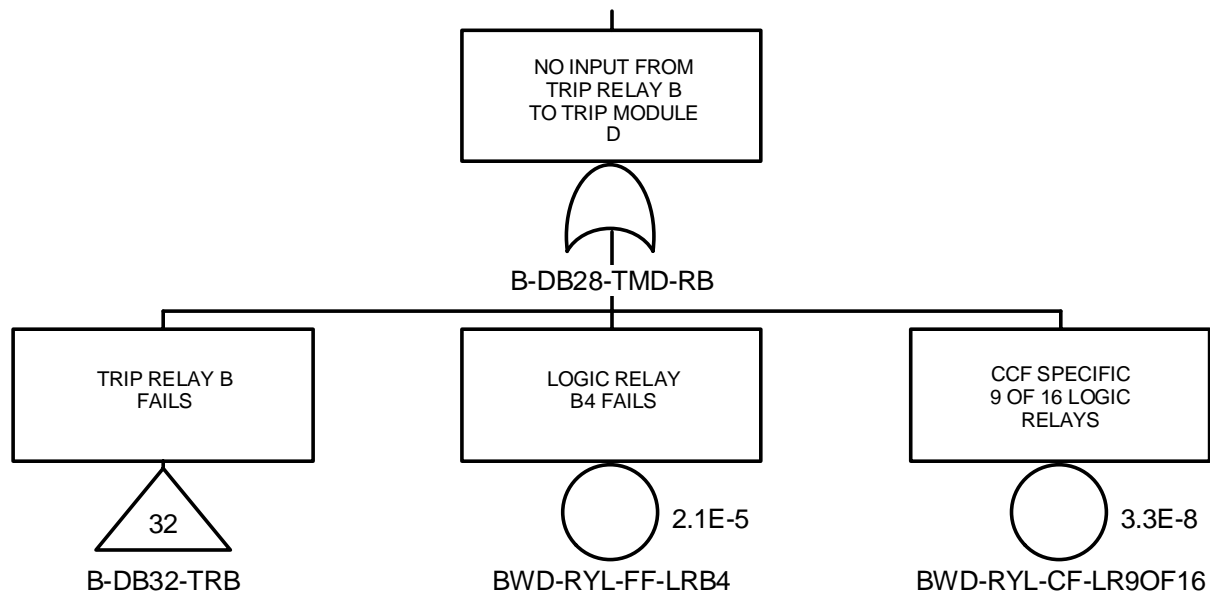 NO INPUT FROM
TRIP RELAY B
TO TRIP MODULE
D
B-DB28-TMD-RB
TRIP RELAY B
FAILS
32
B-DB32-TRB
LOGIC RELAY
B4 FAILS
2.1E-5
BWD-RYL-FF-LRB4
CCF SPECIFIC
9 OF 16 LOGIC
RELAYS
3.3E-8
BWD-RYL-CF-LR9OF16